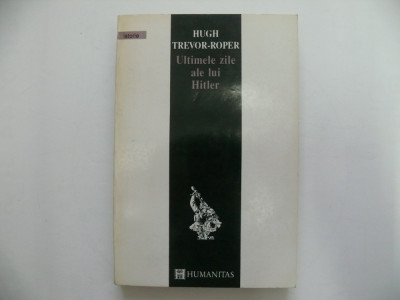 istorie
HUGH
TREVOR-ROPER
Ultimele zile
ale lui
Hitler
HUMANITAS